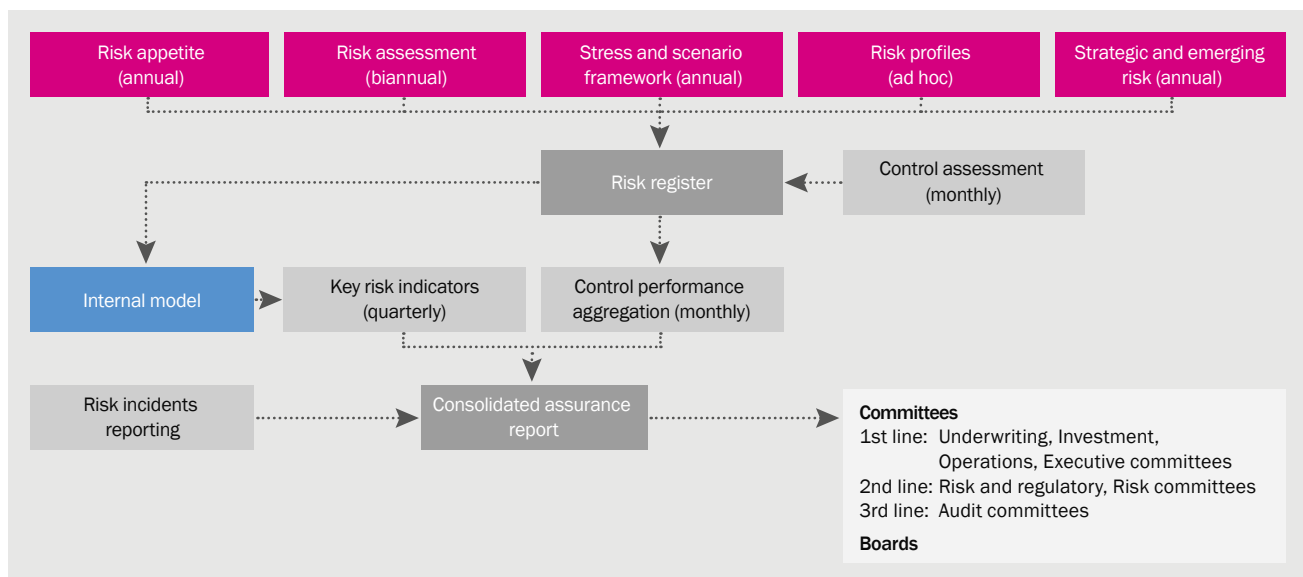 Risk appetite
(annual)
Risk assessment
(biannual)
Stress and scenario
framework (annual)
Risk profiles
(ad hoc)
Strategic and emerging
risk (annual)
Risk register
Control assessment
(monthly)
Internal model
Key risk indicators
(quarterly)
Control performance
aggregation (monthly)
Risk incidents
reporting
Consolidated assurance
report
Committees
1st line: Underwriting, Investment,
Operations, Executive committees
2nd line: Risk and regulatory, Risk committees
3rd line: Audit committees
Boards